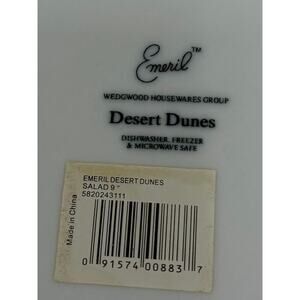 Emeril™
WEDGWOOD HOUSEWARES GROUP
Desert Dunes
DISHWASHER, FREEZER
& MICROWAVE SAFE
EMERIL DESERT DUNES
SALAD 9 "
5820243111
Made in China
0 91574 00883 7